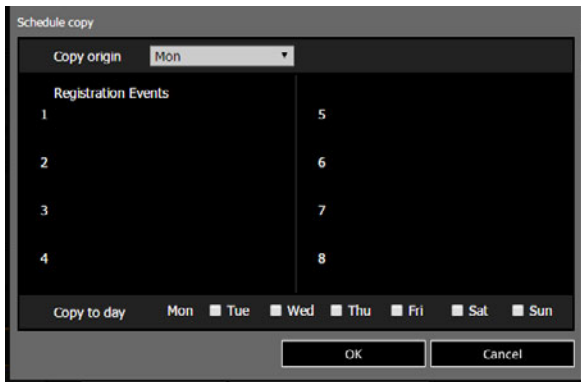 Schedule copy
Copy origin Mon
Registration Events
1 5
2 6
3 7
4 8
Copy to day Mon Tue Wed Thu Fri Sat Sun
OK Cancel